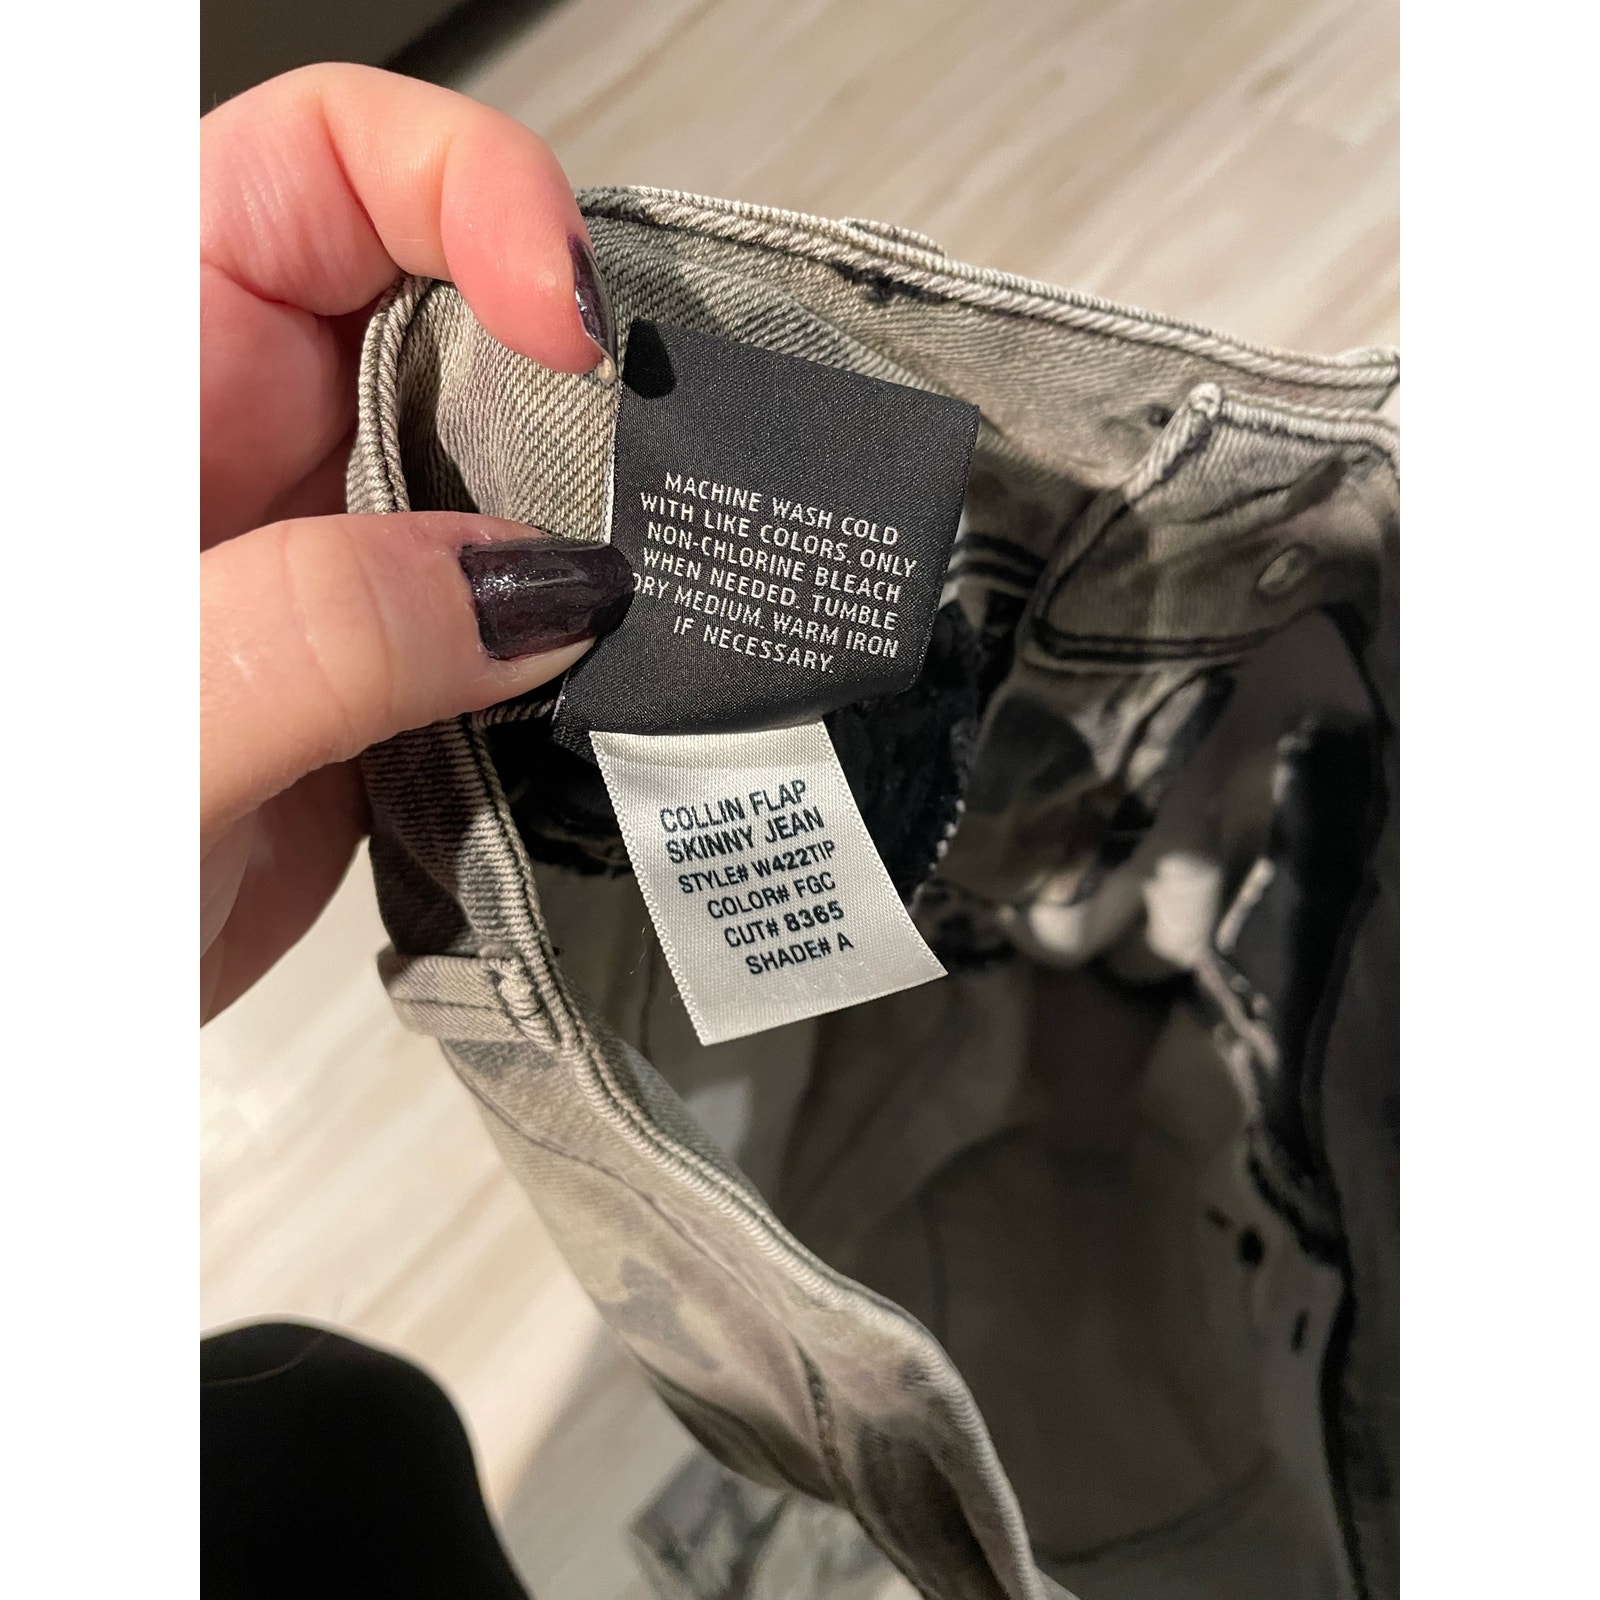 MACHINE WASH COLD
WITH LIKE COLORS. ONLY
NON-CHLORINE BLEACH
WHEN NEEDED. TUMBLE
DRY MEDIUM. WARM IRON
IF NECESSARY.
COLLIN FLAP
SKINNY JEAN
STYLE# W422TIP
COLOR# FGC
CUT# 8365
SHADE# A